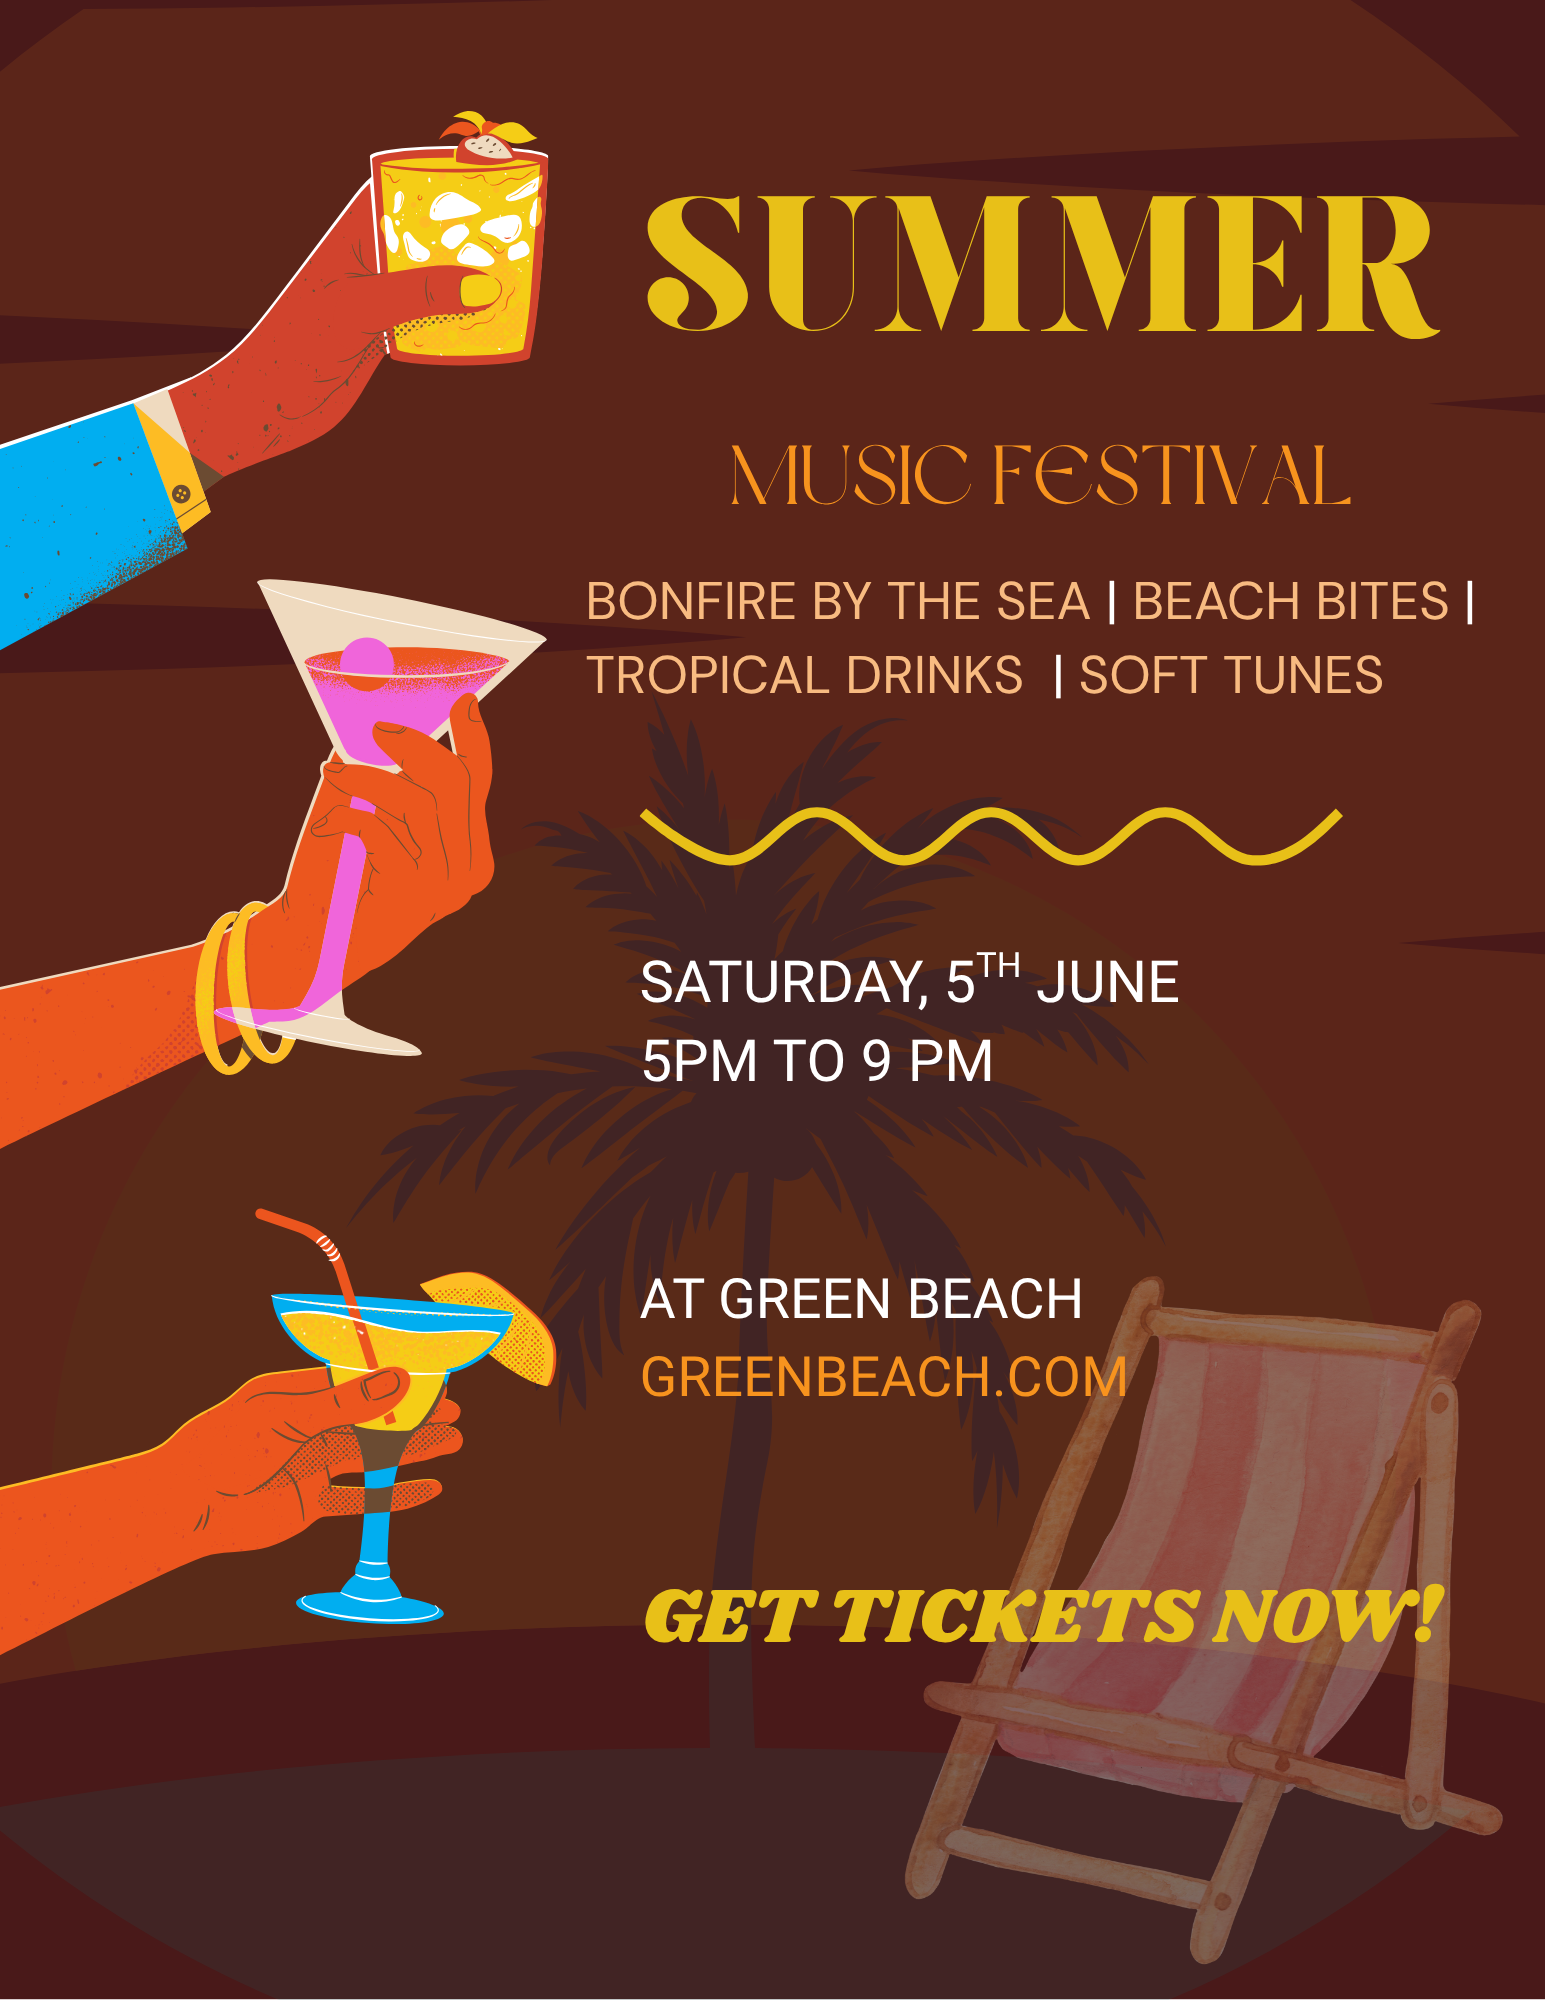 SUMMER
MUSIC FESTIVAL
BONFIRE BY THE SEA | BEACH BITES |
TROPICAL DRINKS | SOFT TUNES
SATURDAY, 5TH JUNE
5PM TO 9 PM
AT GREEN BEACH
GREENBEACH.COM
GET TICKETS NOW!